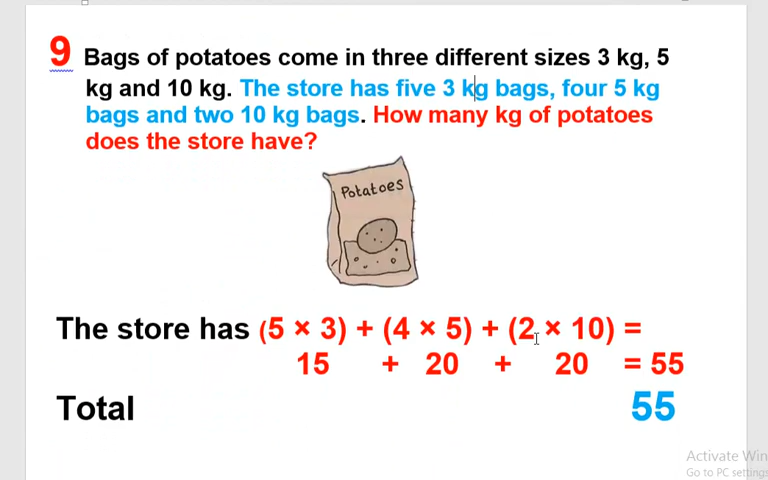 9 Bags of potatoes come in three different sizes 3 kg, 5
kg and 10 kg. The store has five 3 kg bags, four 5 kg
bags and two 10 kg bags. How many kg of potatoes
does the store have?
Potatoes
The store has (5 × 3) + (4 × 5) + (2 × 10) =
15 + 20 + 20 = 55
Total 55
Activate Win
Go to PC settings